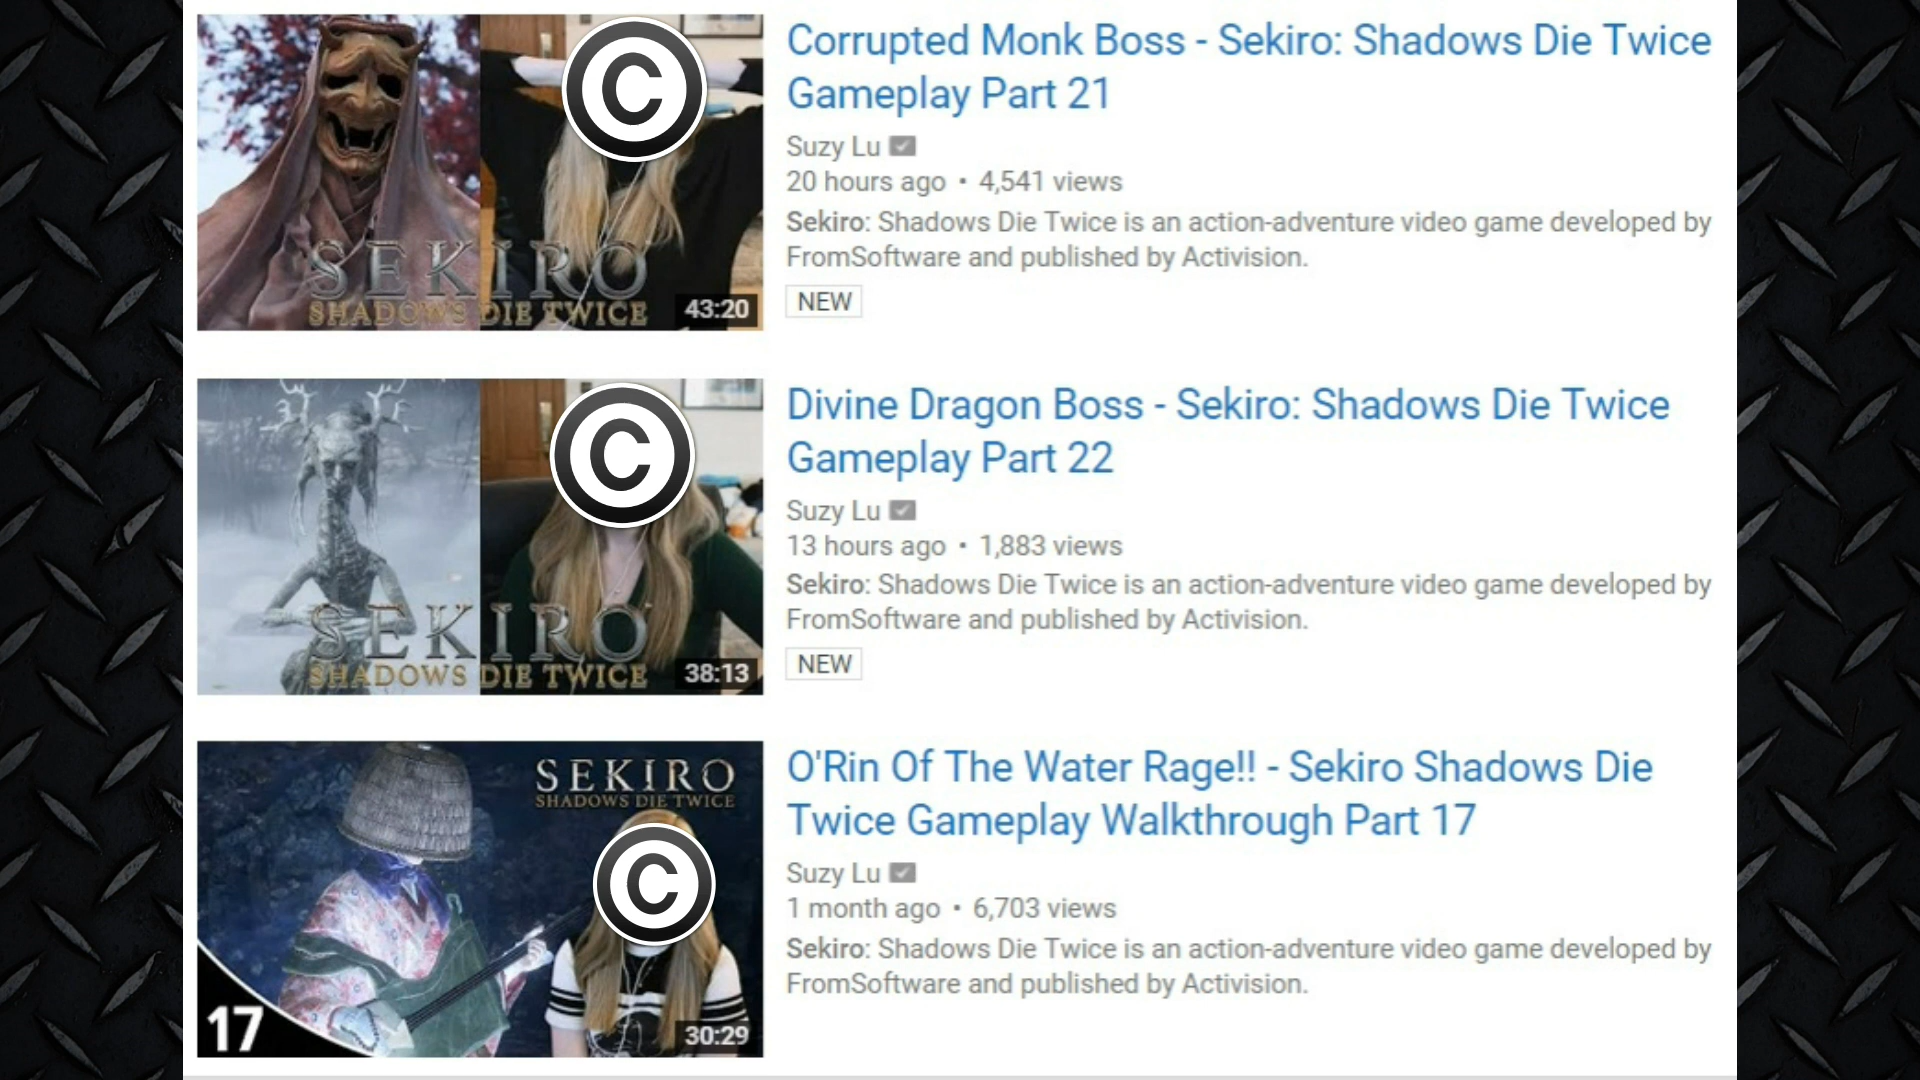 SEKIRO
SHADOWS DIE TWICE
43:20
Corrupted Monk Boss - Sekiro: Shadows Die Twice
Gameplay Part 21
Suzy Lu
20 hours ago • 4,541 views
Sekiro: Shadows Die Twice is an action-adventure video game developed by
FromSoftware and published by Activision.
NEW
SEKIRO
SHADOWS DIE TWICE
38:13
Divine Dragon Boss - Sekiro: Shadows Die Twice
Gameplay Part 22
Suzy Lu
13 hours ago • 1,883 views
Sekiro: Shadows Die Twice is an action-adventure video game developed by
FromSoftware and published by Activision.
NEW
SEKIRO
SHADOWS DIE TWICE
17
30:29
O'Rin Of The Water Rage!! - Sekiro Shadows Die
Twice Gameplay Walkthrough Part 17
Suzy Lu
1 month ago • 6,703 views
Sekiro: Shadows Die Twice is an action-adventure video game developed by
FromSoftware and published by Activision.